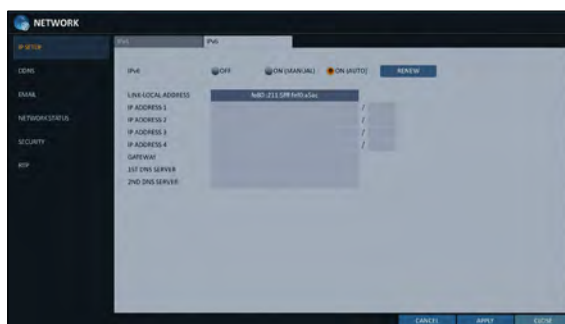 NETWORK
IP SETUP
DDNS
EMAIL
NETWORK STATUS
SECURITY
RTP
IPv4 IPv6
IPv6 OFF ON (MANUAL) ON (AUTO) RENEW
LINK-LOCAL ADDRESS
IP ADDRESS 1 /
IP ADDRESS 2 /
IP ADDRESS 3 /
IP ADDRESS 4 /
GATEWAY
1ST DNS SERVER
2ND DNS SERVER
CANCEL APPLY CLOSE